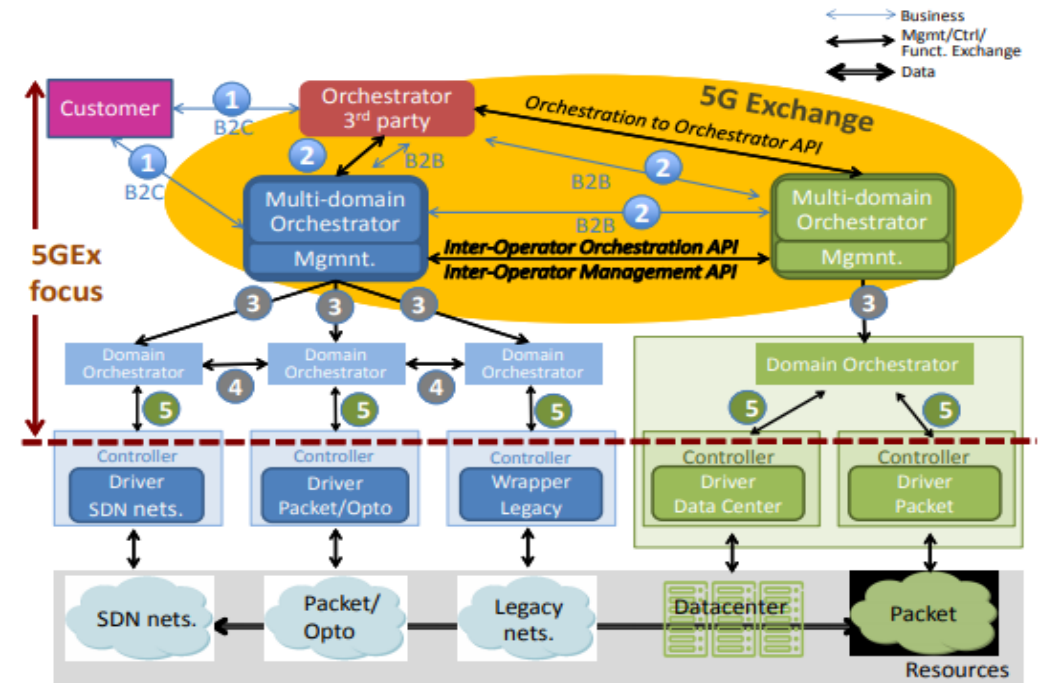 Business
Mgmt/Ctrl/
Funct. Exchange
Data
Customer
1
B2C
Orchestrator
3rd party
5G Exchange
Orchestration to Orchestrator API
1
B2C
2
B2B
2
B2B
2
B2B
Multi-domain
Orchestrator
Mgmnt.
Multi-domain
Orchestrator
Mgmnt.
Inter-Operator Orchestration API
Inter-Operator Management API
5GEx
focus
3
3
3
3
Domain
Orchestrator
4
Domain
Orchestrator
4
Domain
Orchestrator
Domain Orchestrator
5
5
5
5
5
Controller
Driver
SDN nets.
Controller
Driver
Packet/Opto
Controller
Wrapper
Legacy
Controller
Driver
Data Center
Controller
Driver
Packet
SDN nets.
Packet/
Opto
Legacy
nets.
Datacenter
Packet
Resources